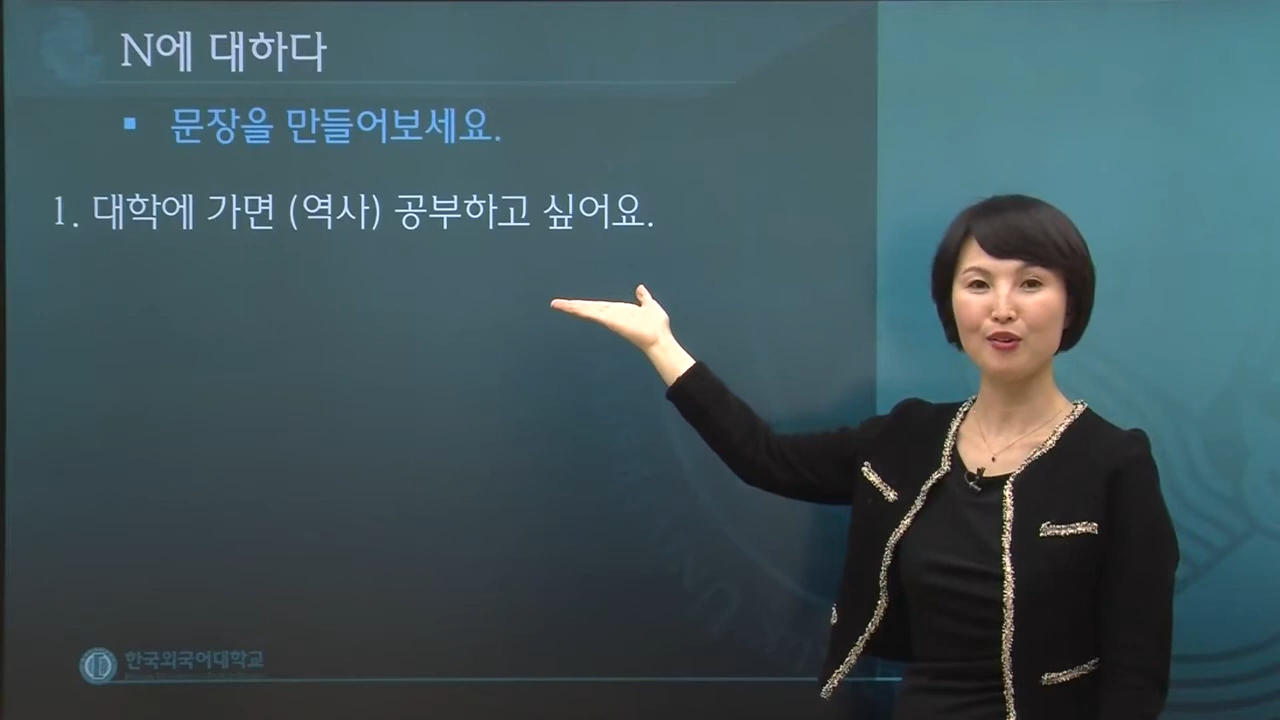 N에 대하다
▪ 문장을 만들어보세요.
1. 대학에 가면 (역사) 공부하고 싶어요.
한국외국어대학교